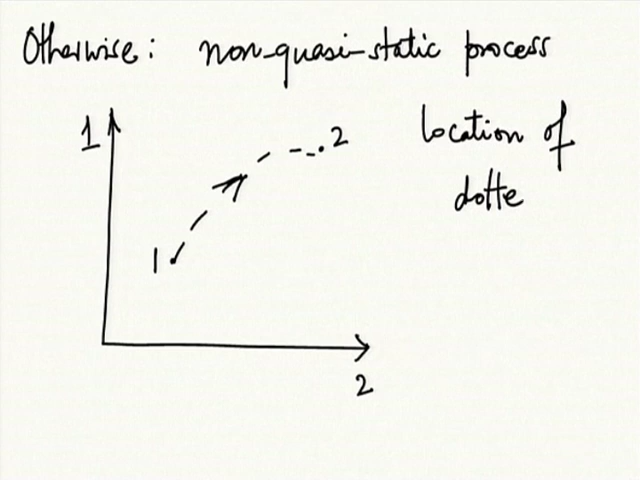 Otherwise: non-quasi-static process
1
2
location of
1
dotte
2